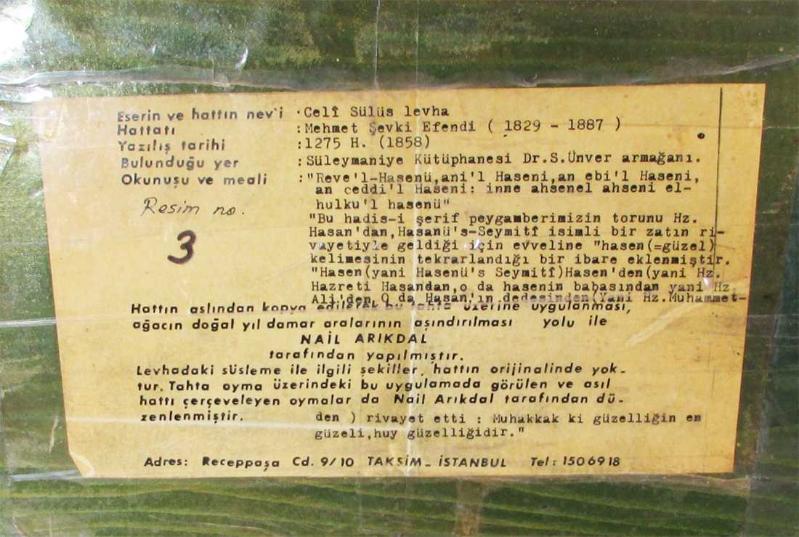 Eserin ve hattın nev'i : Celî Sülüs levha
Hattatı : Mehmet Şevki Efendi ( 1829 - 1887 )
Yazılış tarihi : 1275 H. (1858)
Bulunduğu yer : Süleymaniye Kütüphanesi Dr.S.Ünver armağanı.
Okunuşu ve meali : "Reve'l-Hasenü,ani'l Haseni,an ebi'l Haseni,
an ceddi'l Haseni: inne ahsenel ahseni el-
hulku'l hasenü"
Resim no.
3
"Bu hadis-i şerif peygamberimizin torunu Hz.
Hasan'dan,Hasanü's-Seymitî isimli bir zatın ri-
vayetiyle geldiği için evveline "hasen(=güzel)
kelimesinin tekrarlandığı bir ibare eklenmiştir.
"Hasen(yani Hasenü's Seymitî)Hasen'den(yani Hz.
Hazreti Hasandan,o da hasenin babasından yani Hz.
Ali'den O da Hasan'ın dedesinden(Yani Hz.Muhammet-
Hattın aslından kopya edilerek bu tahta üzerine uygulanması,
ağacın doğal yıl damar aralarının aşındırılması yolu ile
NAİL ARIKDAL
tarafından yapılmıştır.
Levhadaki süsleme ile ilgili şekiller, hattın orijinalinde yok-
tur. Tahta oyma üzerindeki bu uygulamada görülen ve asıl
hattı çerçeveleyen oymalar da Nail Arıkdal tarafından dü-
zenlenmiştir.
den ) rivayet etti : Muhakkak ki güzelliğin en
güzeli,huy güzelliğidir."
Adres: Receppaşa Cd. 9/10 TAKSİM - İSTANBUL Tel: 1506918